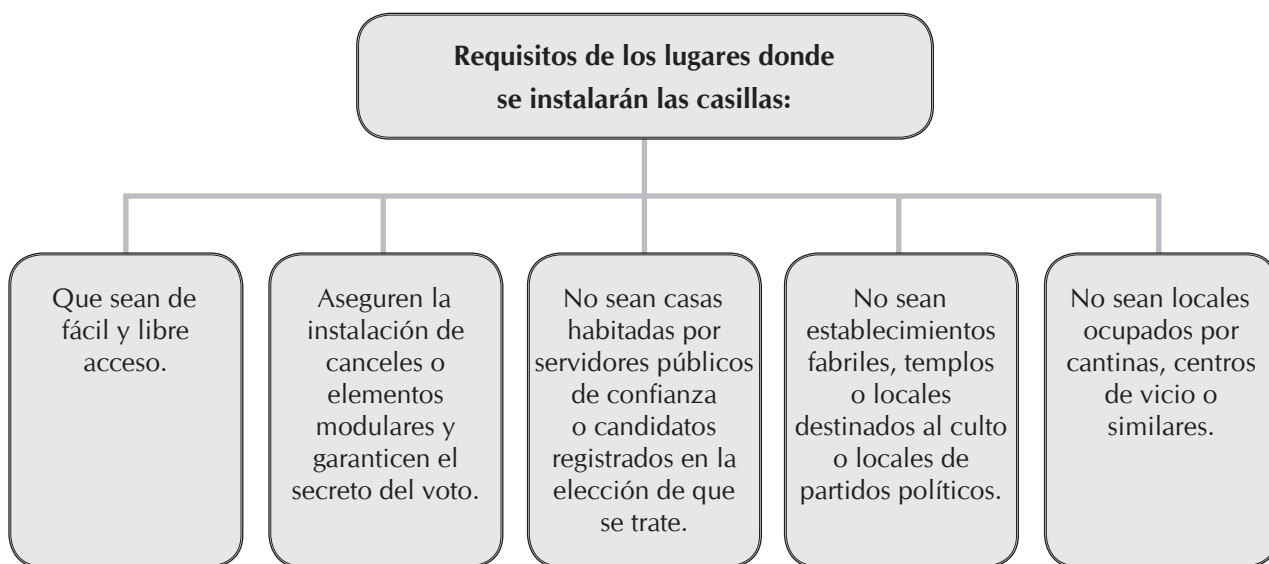 Requisitos de los lugares donde
se instalarán las casillas:
Que sean de
fácil y libre
acceso.
Aseguren la
instalación de
canceles o
elementos
modulares y
garanticen el
secreto del voto.
No sean casas
habitadas por
servidores públicos
de confianza
o candidatos
registrados en la
elección de que
se trate.
No sean
establecimientos
fabriles, templos
o locales
destinados al culto
o locales de
partidos políticos.
No sean locales
ocupados por
cantinas, centros
de vicio o
similares.